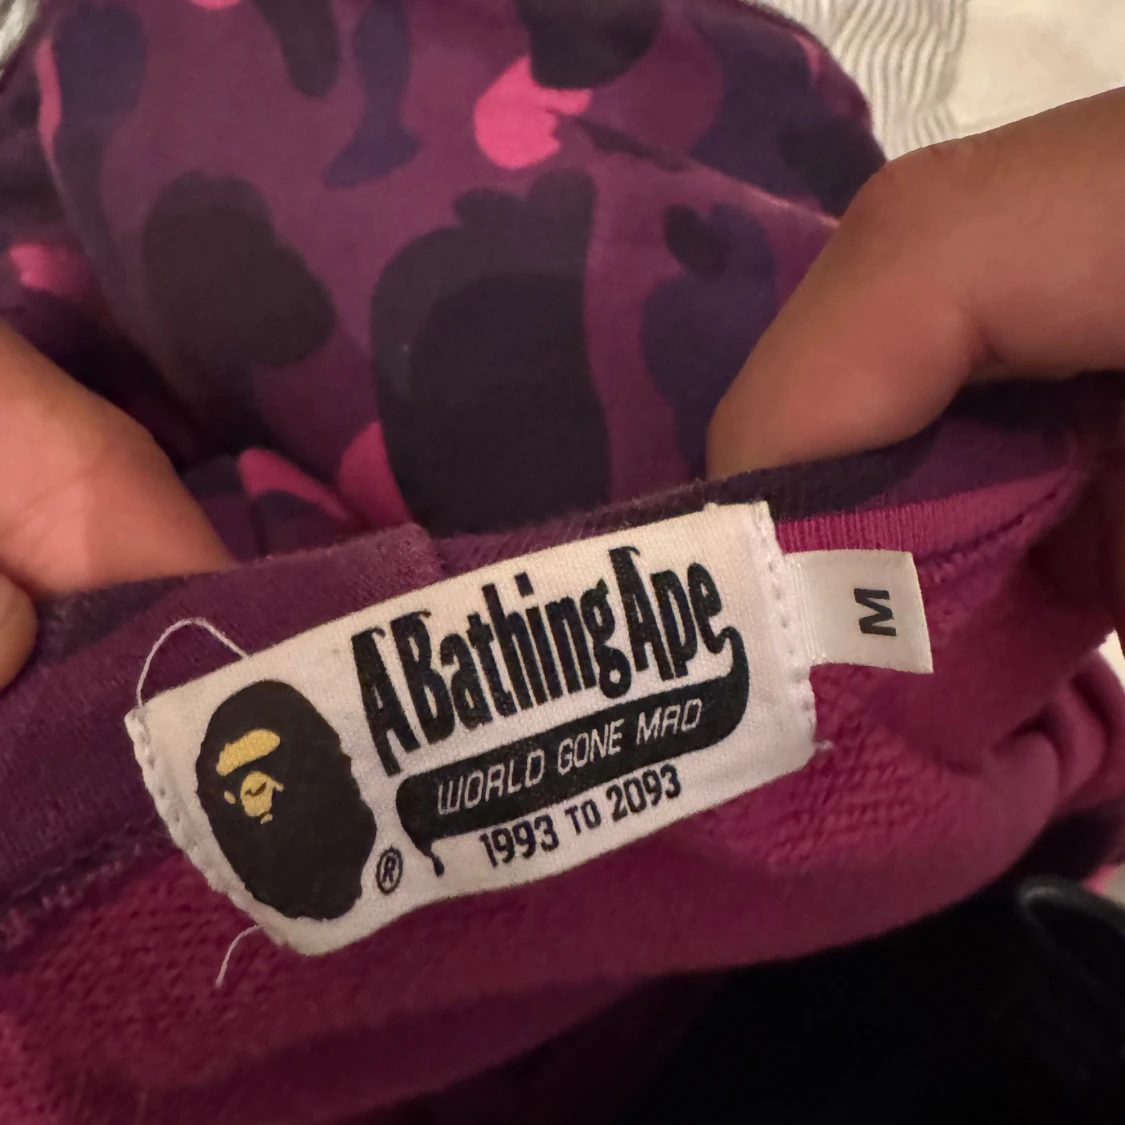 A Bathing Ape
WORLD GONE MAD
1993 TO 2093
®
M